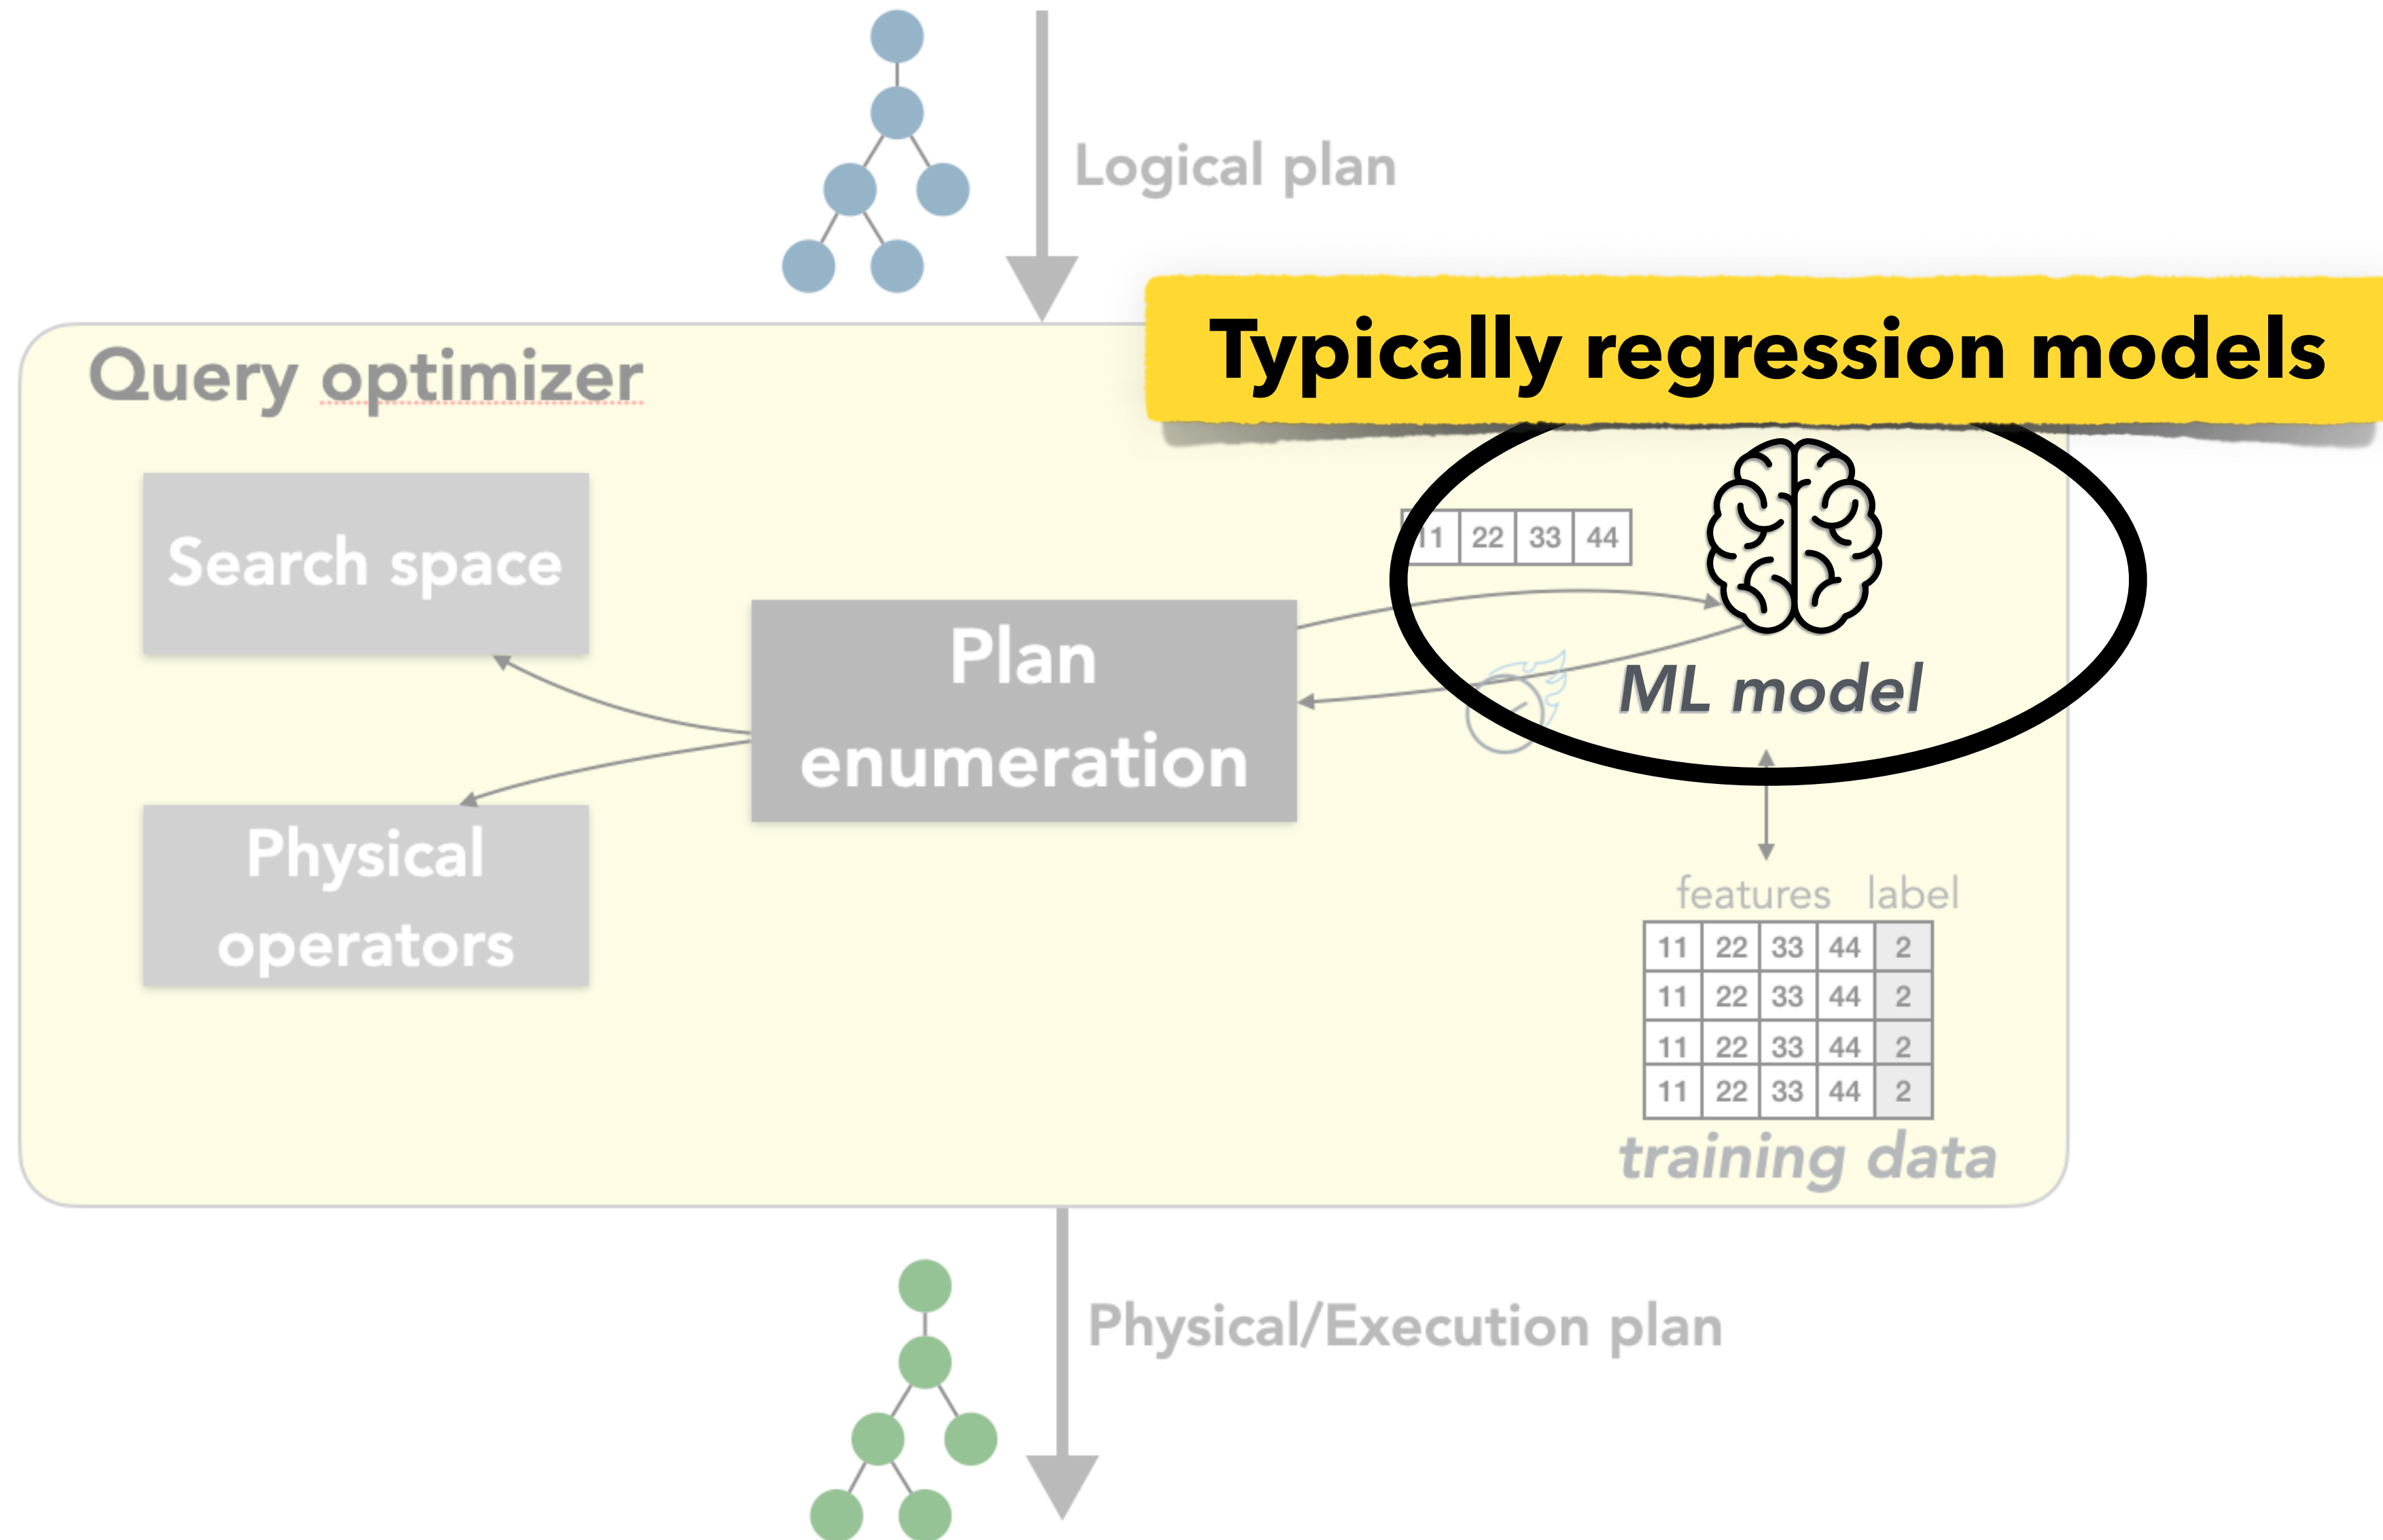 Logical plan
Typically regression models
Query optimizer
Search space
11 22 33 44
Plan
enumeration
ML model
Physical
operators
features label
11 22 33 44 2
11 22 33 44 2
11 22 33 44 2
11 22 33 44 2
training data
Physical/Execution plan